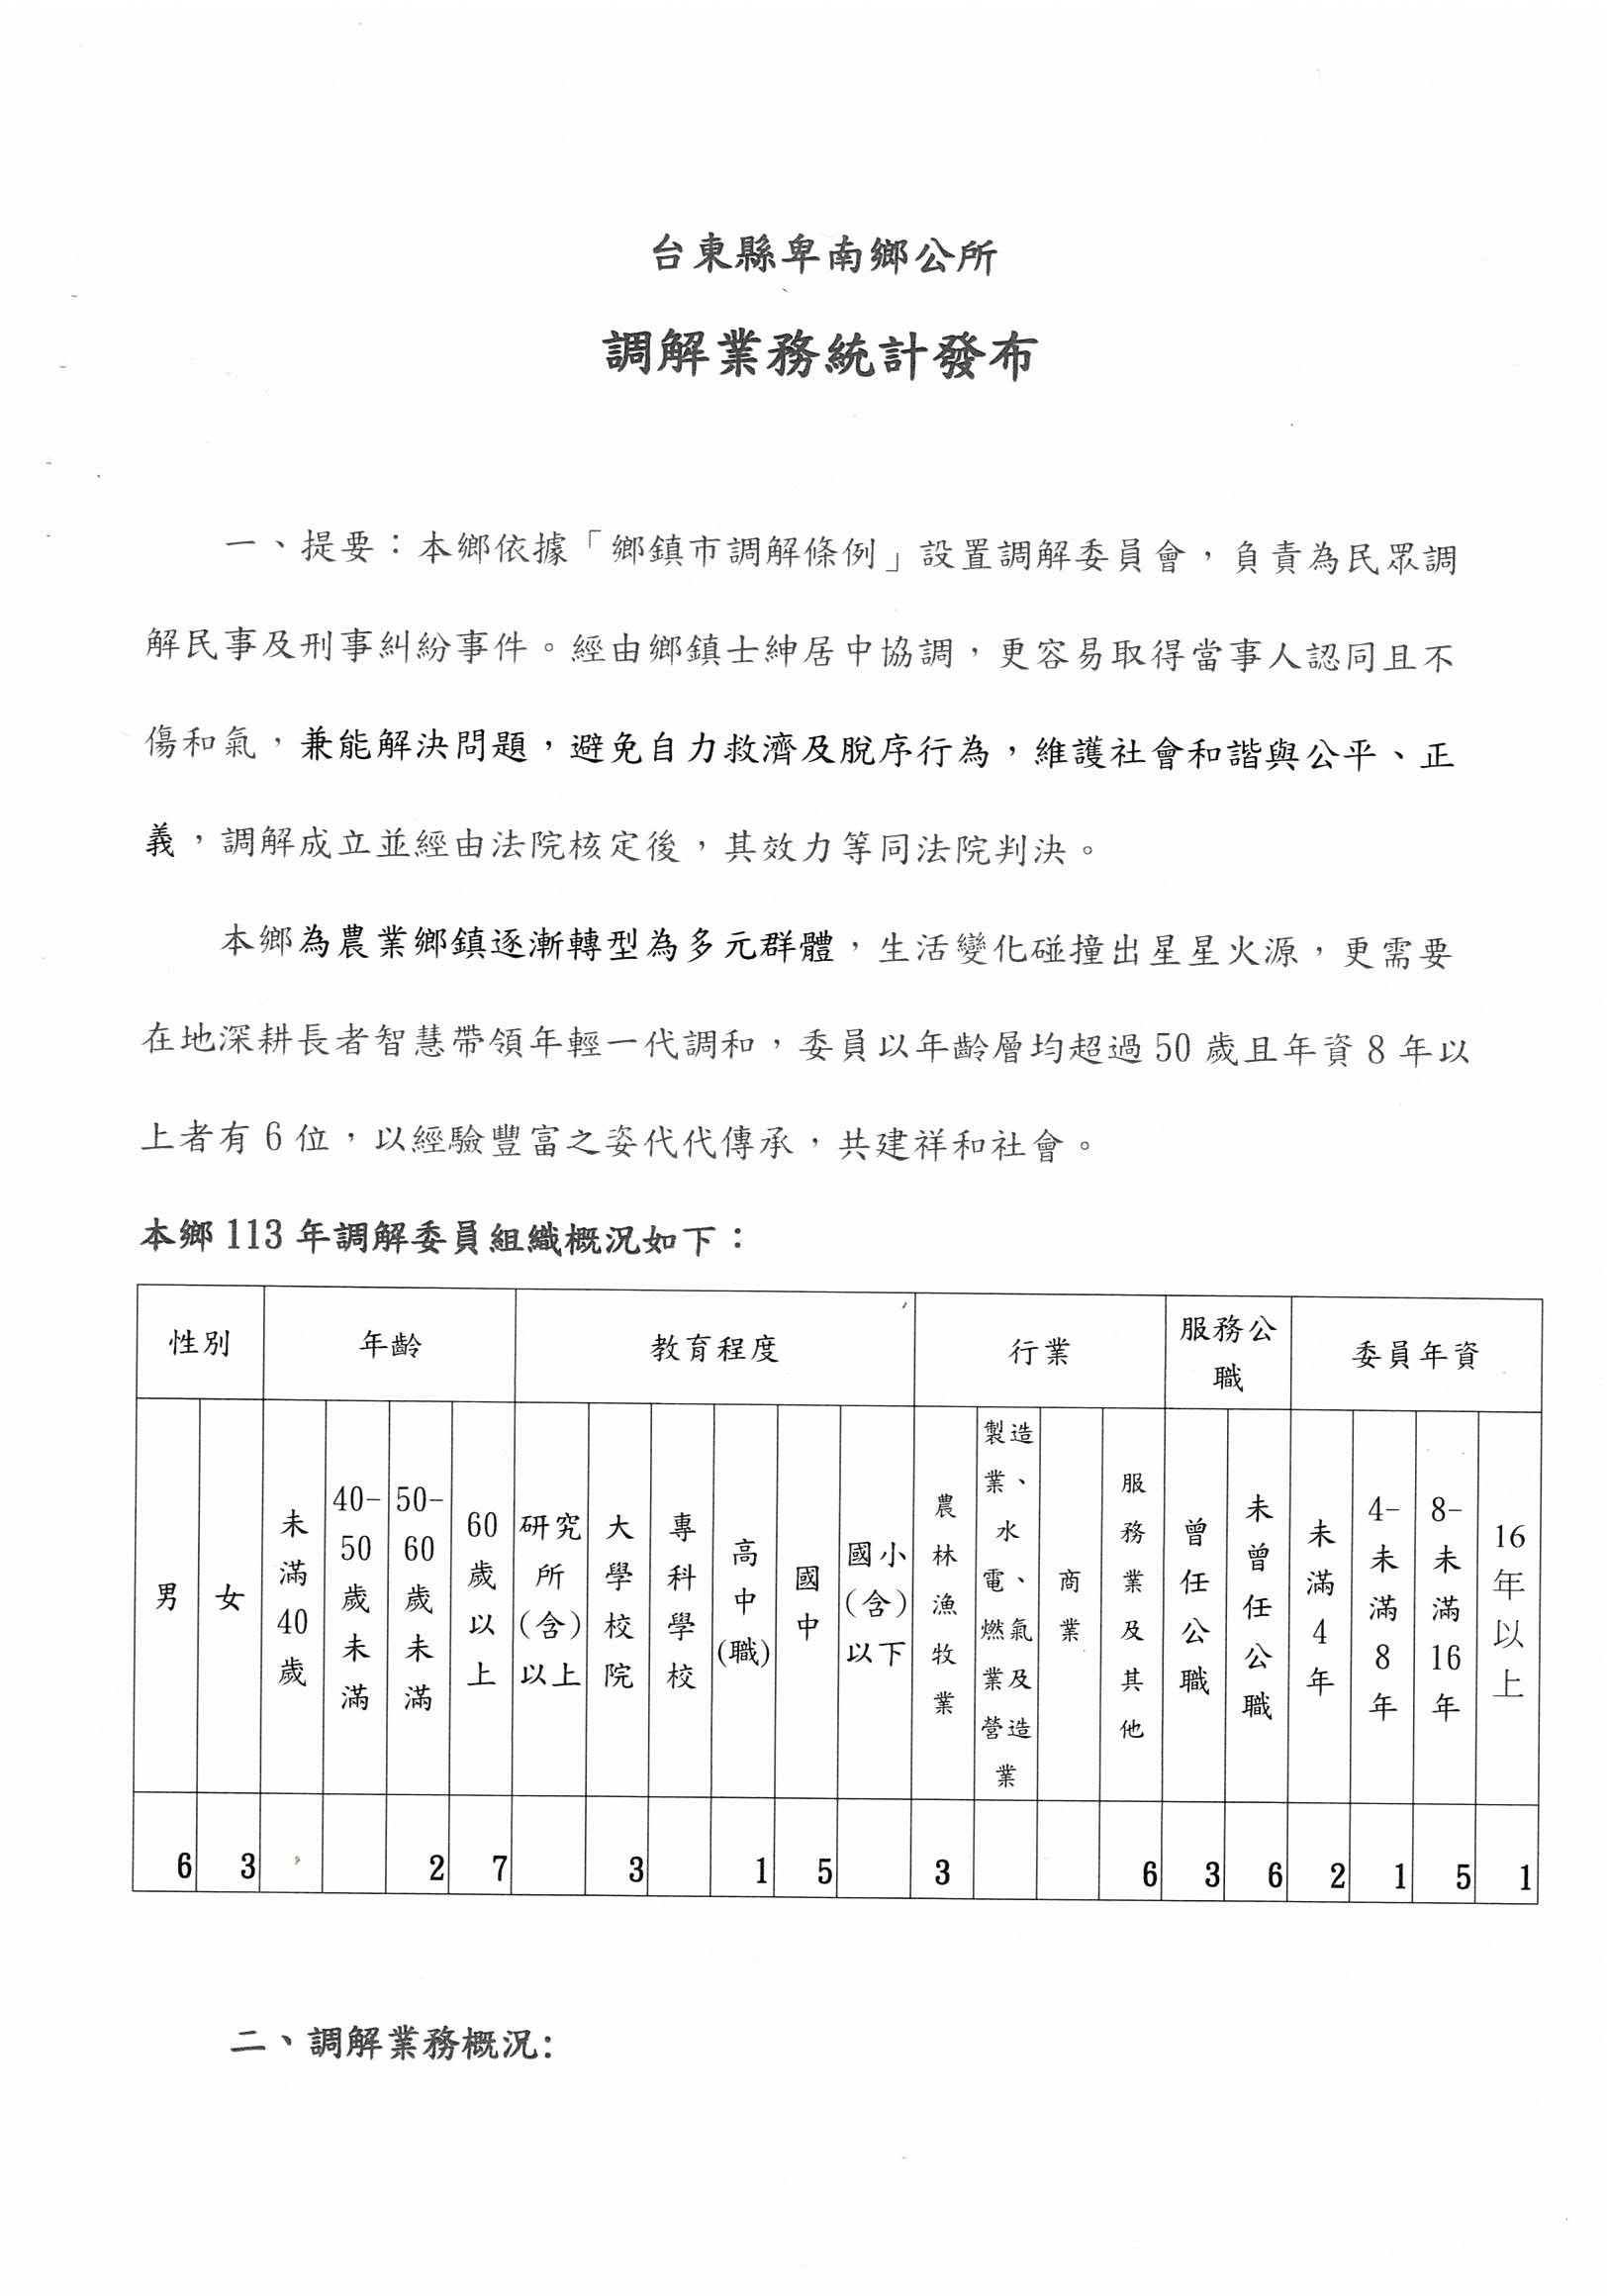 台東縣卑南鄉公所
調解業務統計發布
一、提要：本鄉依據「鄉鎮市調解條例」設置調解委員會，負責為民眾調
解民事及刑事糾紛事件。經由鄉鎮士紳居中協調，更容易取得當事人認同且不
傷和氣，兼能解決問題，避免自力救濟及脫序行為，維護社會和諧與公平、正
義，調解成立並經由法院核定後，其效力等同法院判決。
本鄉為農業鄉鎮逐漸轉型為多元群體，生活變化碰撞出星星火源，更需要
在地深耕長者智慧帶領年輕一代調和，委員以年齡層均超過50歲且年資8年以
上者有6位，以經驗豐富之姿代代傳承，共建祥和社會。
本鄉113年調解委員組織概況如下：
性別 年齡 教育程度 行業 服務公職 委員年資
男 女 未滿40歲 40-50歲未滿 50-60歲未滿 60歲以上 研究所(含)以上 大學校院 專科學校 高中(職) 國中 國小(含)以下 農林漁牧業 製造業、水電、燃氣業及營造業 商業 服務業及其他 曾任公職 未曾任公職 未滿4年 4-未滿8年 8-未滿16年 16年以上
6 3 2 7 3 1 5 3 6 3 6 2 1 5 1
二、調解業務概況: